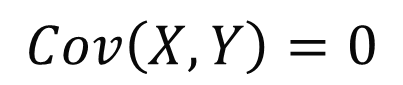 Cov(X, Y) = 0